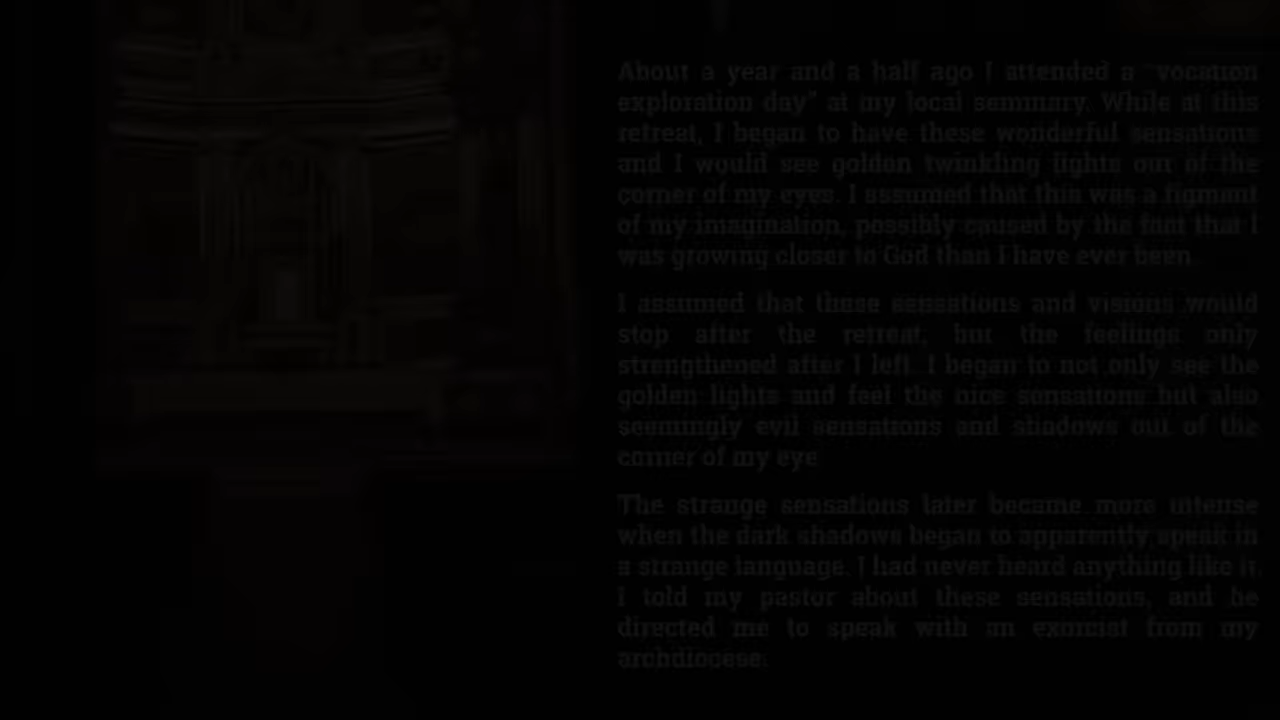 About a year and a half ago I attended a "vocation
exploration day" at my local seminary. While at this
retreat, I began to have these wonderful sensations
and I would see golden twinkling lights out of the
corner of my eyes. I assumed that this was a figment
of my imagination, possibly caused by the fact that I
was growing closer to God than I have ever been.
I assumed that these sensations and visions would
stop after the retreat, but the feelings only
strengthened after I left. I began to not only see the
golden lights and feel the nice sensations but also
seemingly evil sensations and shadows out of the
corner of my eye
The strange sensations later became more intense
when the dark shadows began to apparently speak in
a strange language. I had never heard anything like it.
I told my pastor about these sensations, and he
directed me to speak with an exorcist from my
archdiocese.